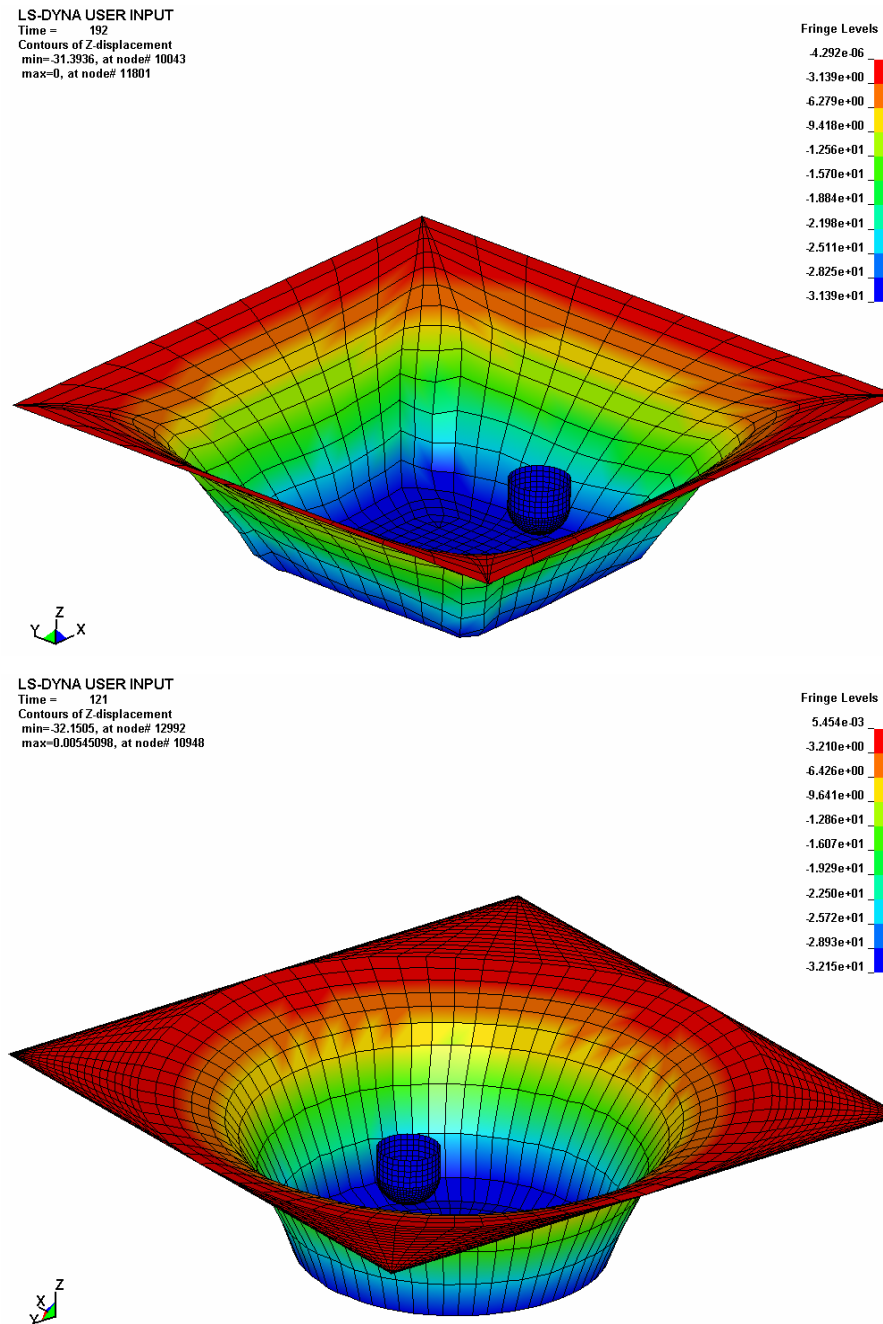 LS-DYNA USER INPUT
Time = 192
Contours of Z-displacement
min=-31.3936, at node# 10043
max=0, at node# 11801
Fringe Levels
-4.292e-06
-3.139e+00
-6.279e+00
-9.418e+00
-1.256e+01
-1.570e+01
-1.884e+01
-2.198e+01
-2.511e+01
-2.825e+01
-3.139e+01
Z
Y
X
LS-DYNA USER INPUT
Time = 121
Contours of Z-displacement
min=-32.1505, at node# 12992
max=0.00545098, at node# 10948
Fringe Levels
5.454e-03
-3.210e+00
-6.426e+00
-9.641e+00
-1.286e+01
-1.607e+01
-1.929e+01
-2.250e+01
-2.572e+01
-2.893e+01
-3.215e+01
Z
X
Y